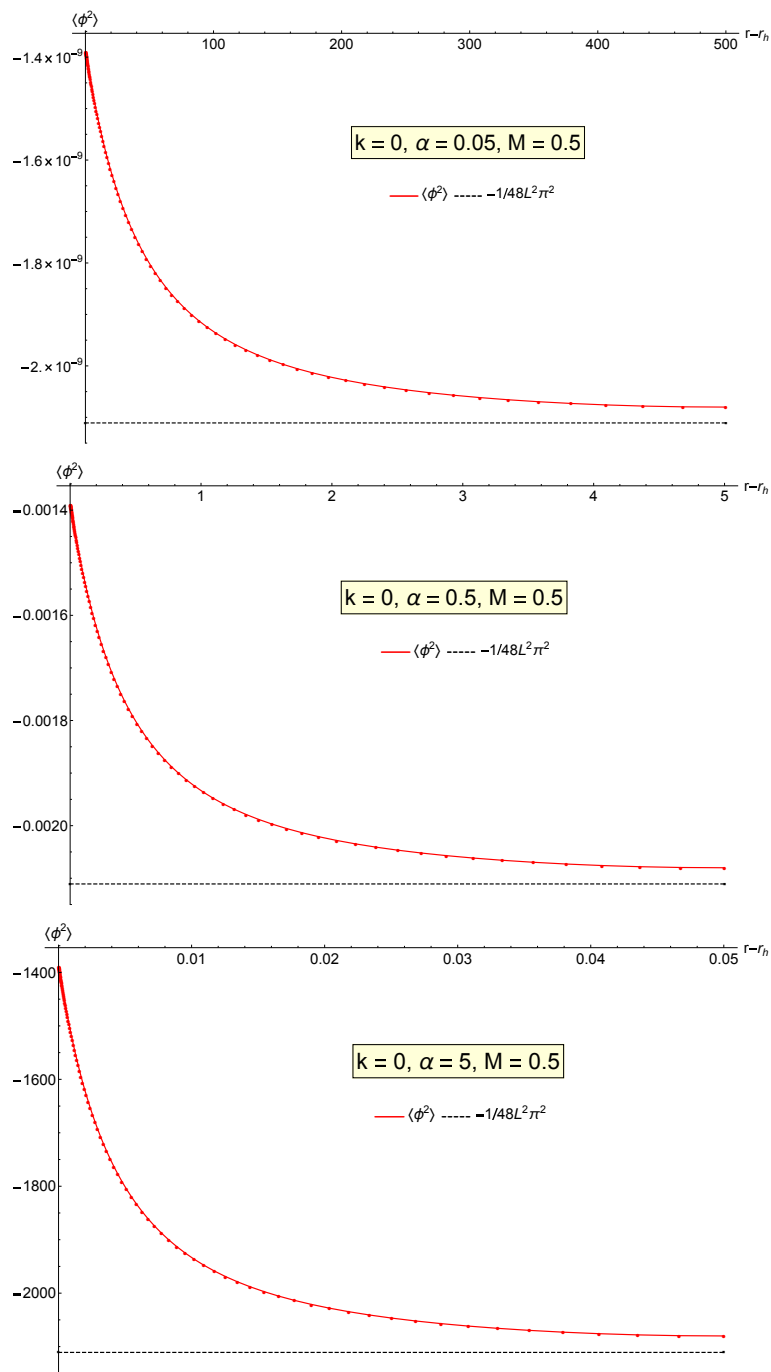 ⟨ϕ²⟩
100 200 300 400 500 r−rₕ
−1.4×10⁻⁹
k = 0, α = 0.05, M = 0.5
−1.6×10⁻⁹
⟨ϕ²⟩ −1/48L²π²
−1.8×10⁻⁹
−2.×10⁻⁹
⟨ϕ²⟩
1 2 3 4 5 r−rₕ
−0.0014
k = 0, α = 0.5, M = 0.5
−0.0016
⟨ϕ²⟩ −1/48L²π²
−0.0018
−0.0020
⟨ϕ²⟩
0.01 0.02 0.03 0.04 0.05 r−rₕ
−1400
k = 0, α = 5, M = 0.5
−1600
⟨ϕ²⟩ −1/48L²π²
−1800
−2000